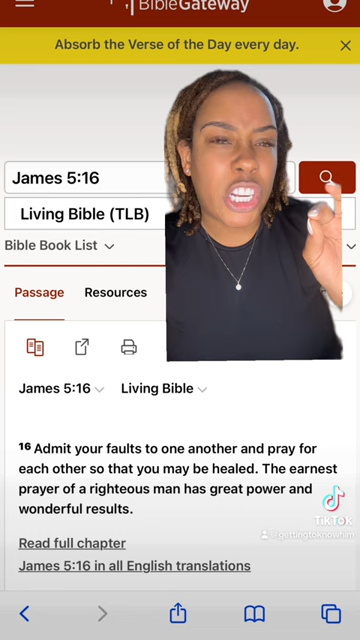 BibleGateway
Absorb the Verse of the Day every day.
James 5:16
Living Bible (TLB)
Bible Book List
Passage Resources
James 5:16 Living Bible
16 Admit your faults to one another and pray for
each other so that you may be healed. The earnest
prayer of a righteous man has great power and
wonderful results.
TikTok
@gettingtoknowhim
Read full chapter
James 5:16 in all English translations